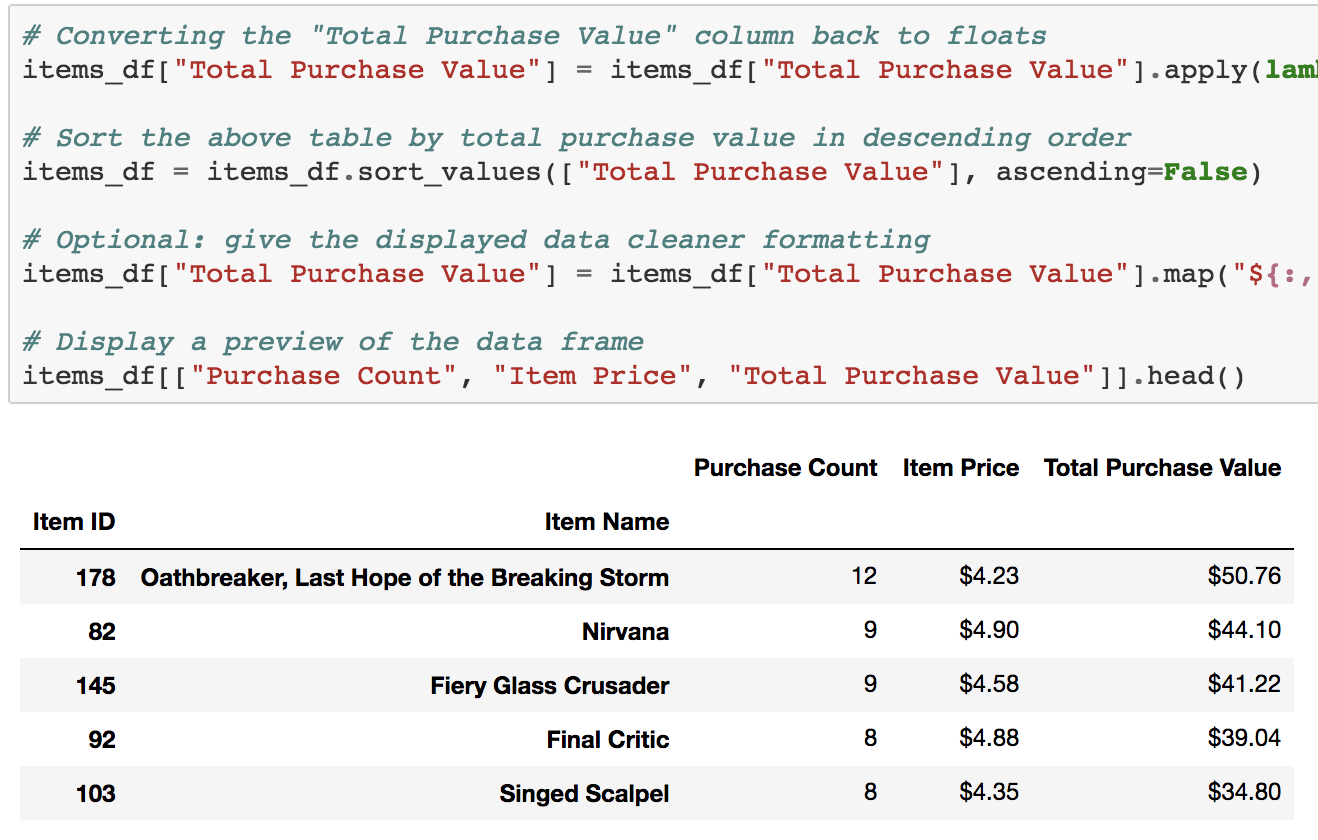 # Converting the "Total Purchase Value" column back to floats
items_df["Total Purchase Value"] = items_df["Total Purchase Value"].apply(
# Sort the above table by total purchase value in descending order
items_df = items_df.sort_values(["Total Purchase Value"], ascending=False)
# Optional: give the displayed data cleaner formatting
items_df["Total Purchase Value"] = items_df["Total Purchase Value"].map("${:,
# Display a preview of the data frame
items_df[["Purchase Count", "Item Price", "Total Purchase Value"]].head()
Purchase Count Item Price Total Purchase Value
Item ID Item Name
178 Oathbreaker, Last Hope of the Breaking Storm 12 $4.23 $50.76
82 Nirvana 9 $4.90 $44.10
145 Fiery Glass Crusader 9 $4.58 $41.22
92 Final Critic 8 $4.88 $39.04
103 Singed Scalpel 8 $4.35 $34.80